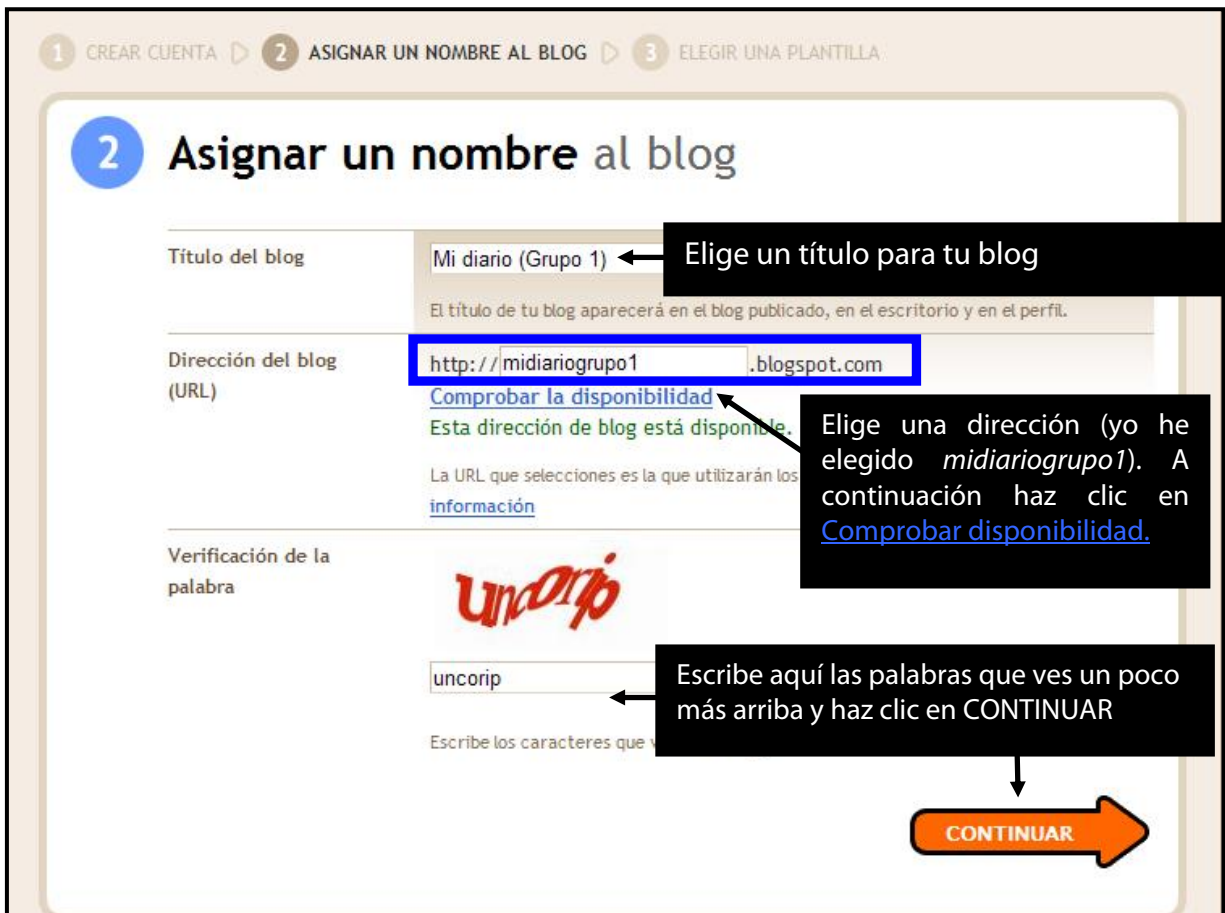 1 CREAR CUENTA 2 ASIGNAR UN NOMBRE AL BLOG 3 ELEGIR UNA PLANTILLA
2 Asignar un nombre al blog
Título del blog
Mi diario (Grupo 1)
Elige un título para tu blog
El título de tu blog aparecerá en el blog publicado, en el escritorio y en el perfil.
Dirección del blog
(URL)
http:// midiariogrupo1 .blogspot.com
Comprobar la disponibilidad
Esta dirección de blog está disponible.
La URL que selecciones es la que utilizarán los
información
Elige una dirección (yo he
elegido midiariogrupo1). A
continuación haz clic en
Comprobar disponibilidad.
Verificación de la
palabra
uncorip
uncorip
Escribe aquí las palabras que ves un poco
más arriba y haz clic en CONTINUAR
Escribe los caracteres que
CONTINUAR